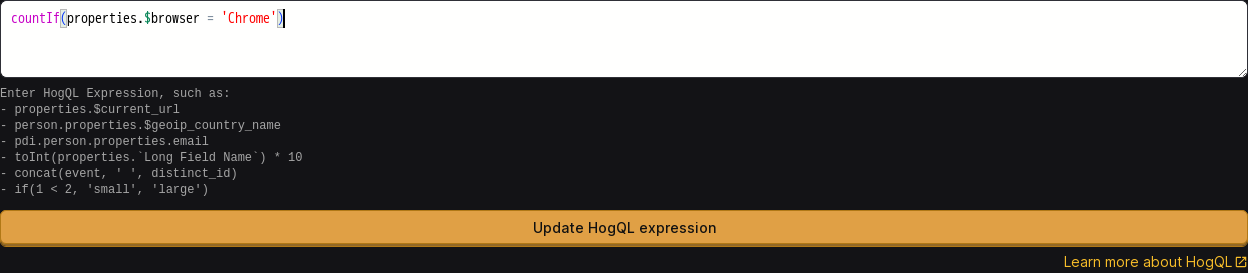 countIf(properties.$browser = 'Chrome')
Enter HogQL Expression, such as:
- properties.$current_url
- person.properties.$geoip_country_name
- pdi.person.properties.email
- toInt(properties.`Long Field Name`) * 10
- concat(event, ' ', distinct_id)
- if(1 < 2, 'small', 'large')
Update HogQL expression
Learn more about HogQL